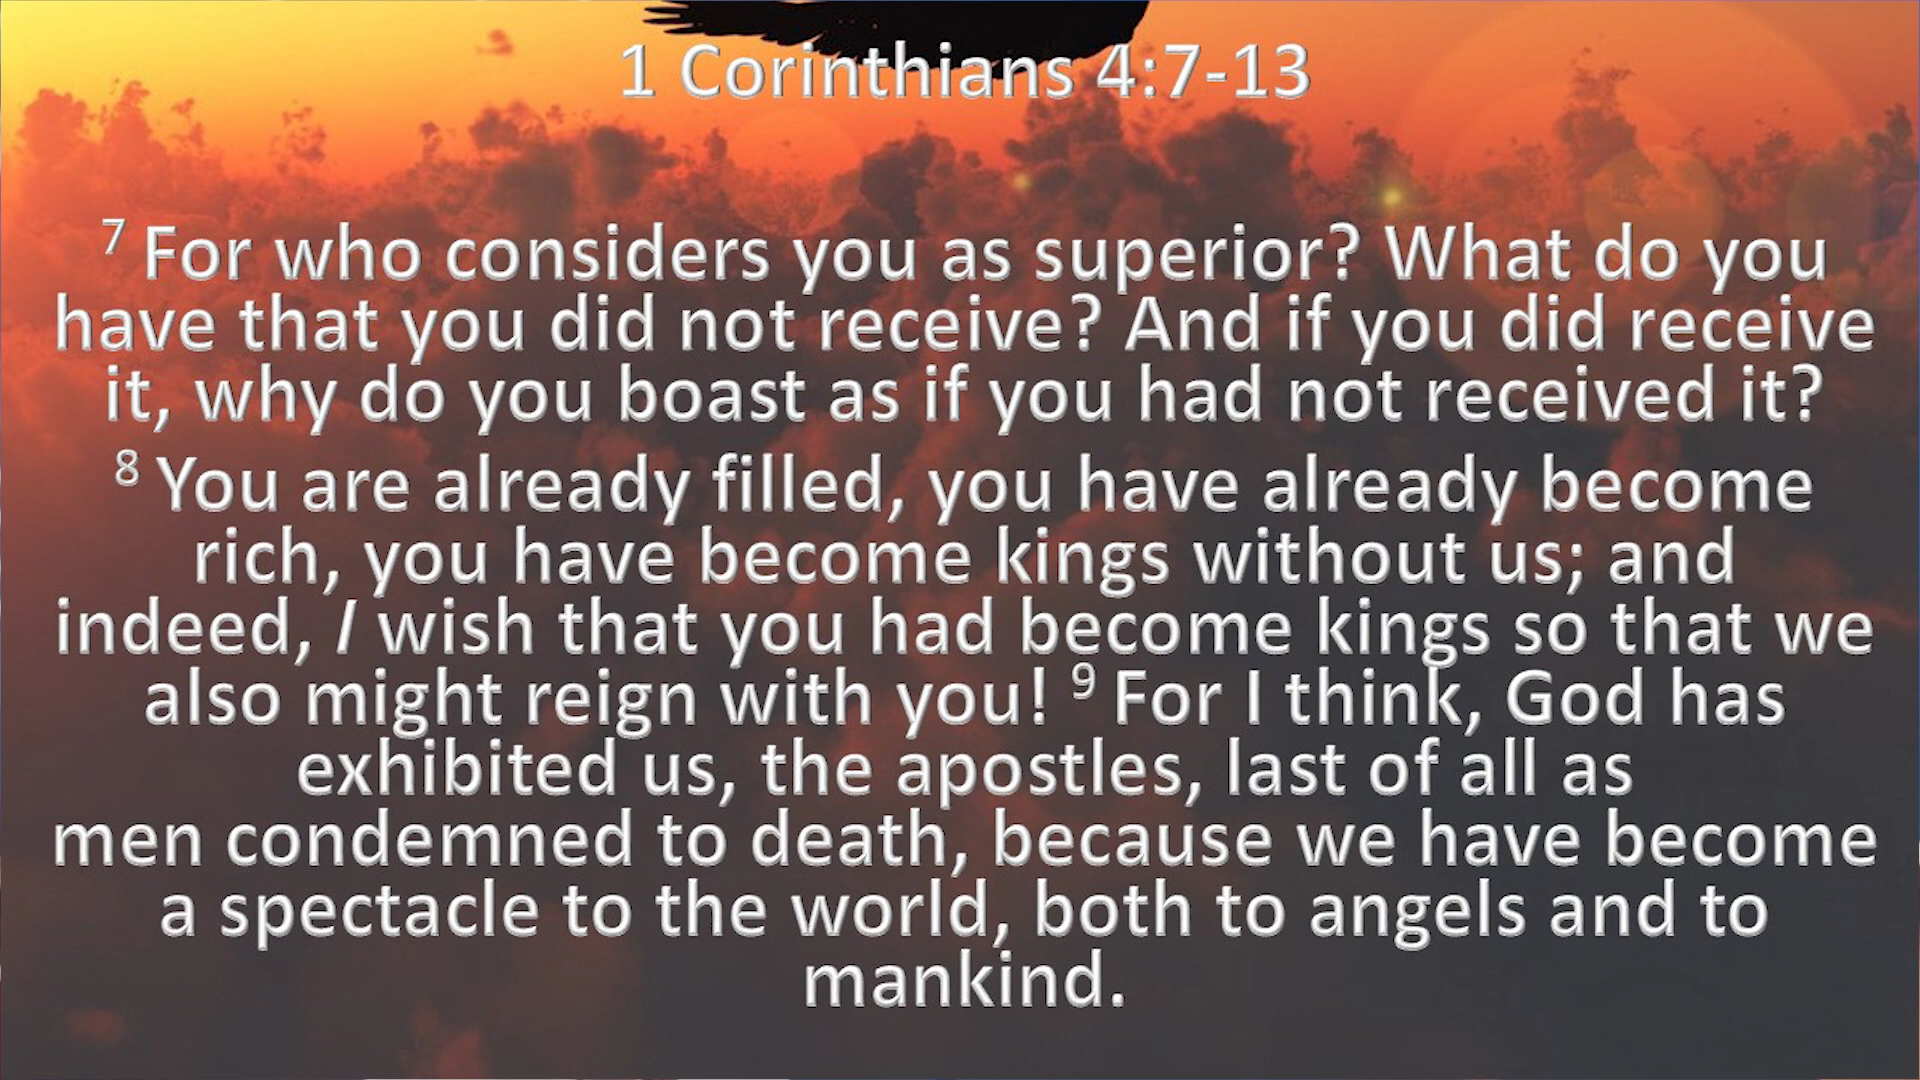 1 Corinthians 4:7-13
7 For who considers you as superior? What do you
have that you did not receive? And if you did receive
it, why do you boast as if you had not received it?
8 You are already filled, you have already become
rich, you have become kings without us; and
indeed, I wish that you had become kings so that we
also might reign with you! 9 For I think, God has
exhibited us, the apostles, last of all as
men condemned to death, because we have become
a spectacle to the world, both to angels and to
mankind.